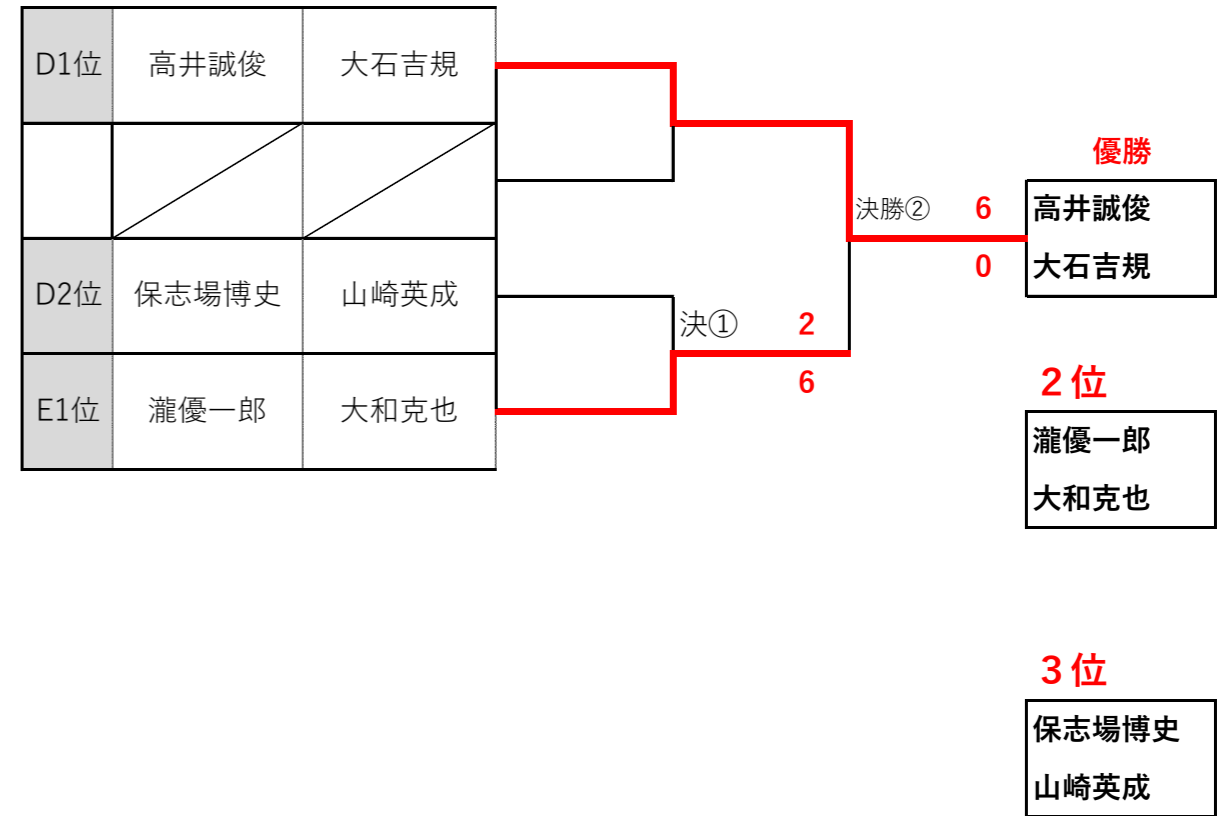 D1位 高井誠俊 大石吉規
優勝
決勝② 6 高井誠俊
0 大石吉規
D2位 保志場博史 山崎英成
決① 2
6
２位
E1位 瀧優一郎 大和克也
瀧優一郎
大和克也
３位
保志場博史
山崎英成